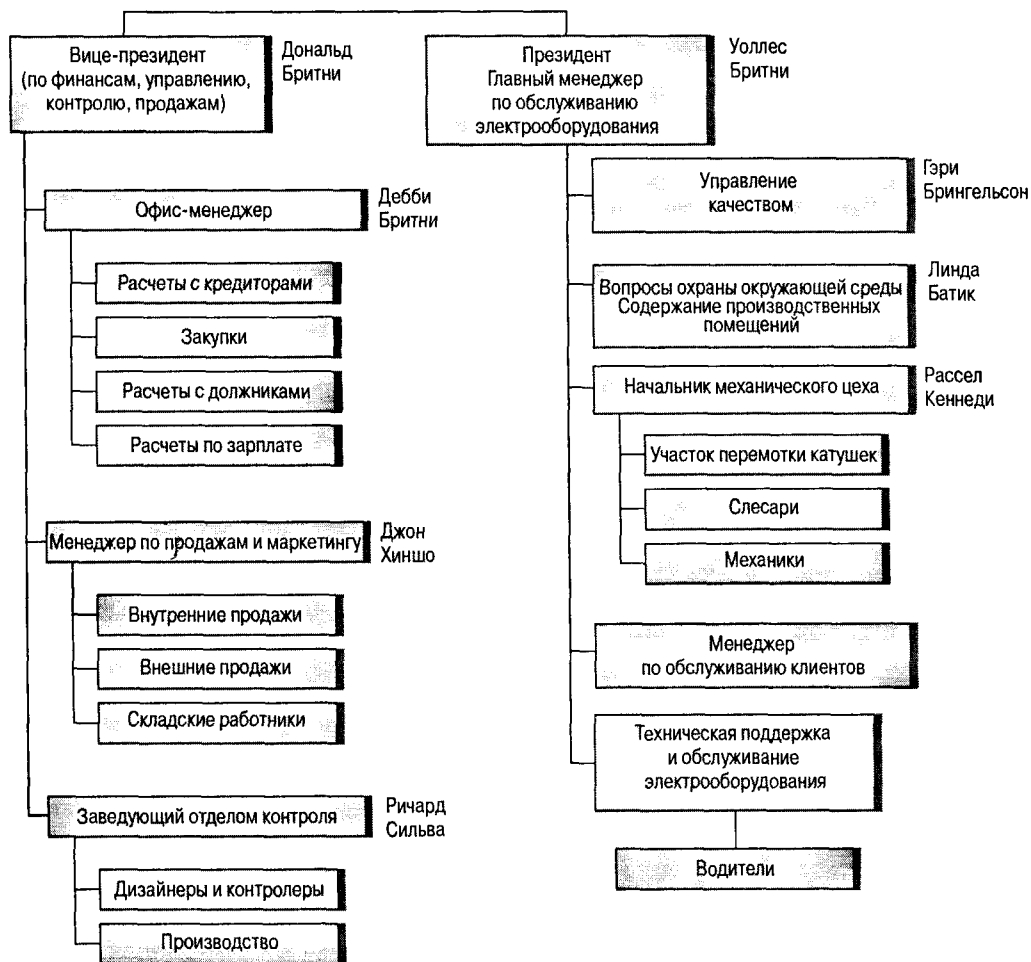 Вице-президент
(по финансам, управлению,
контролю, продажам)
Дональд
Бритни
Офис-менеджер
Дебби
Бритни
Расчеты с кредиторами
Закупки
Расчеты с должниками
Расчеты по зарплате
Менеджер по продажам и маркетингу
Джон
Хиншо
Внутренние продажи
Внешние продажи
Складские работники
Заведующий отделом контроля
Ричард
Сильва
Дизайнеры и контролеры
Производство
Президент
Главный менеджер
по обслуживанию
электрооборудования
Уоллес
Бритни
Управление
качеством
Гэри
Брингельсон
Вопросы охраны окружающей среды
Содержание производственных
помещений
Линда
Батик
Начальник механического цеха
Рассел
Кеннеди
Участок перемотки катушек
Слесари
Механики
Менеджер
по обслуживанию клиентов
Техническая поддержка
и обслуживание
электрооборудования
Водители